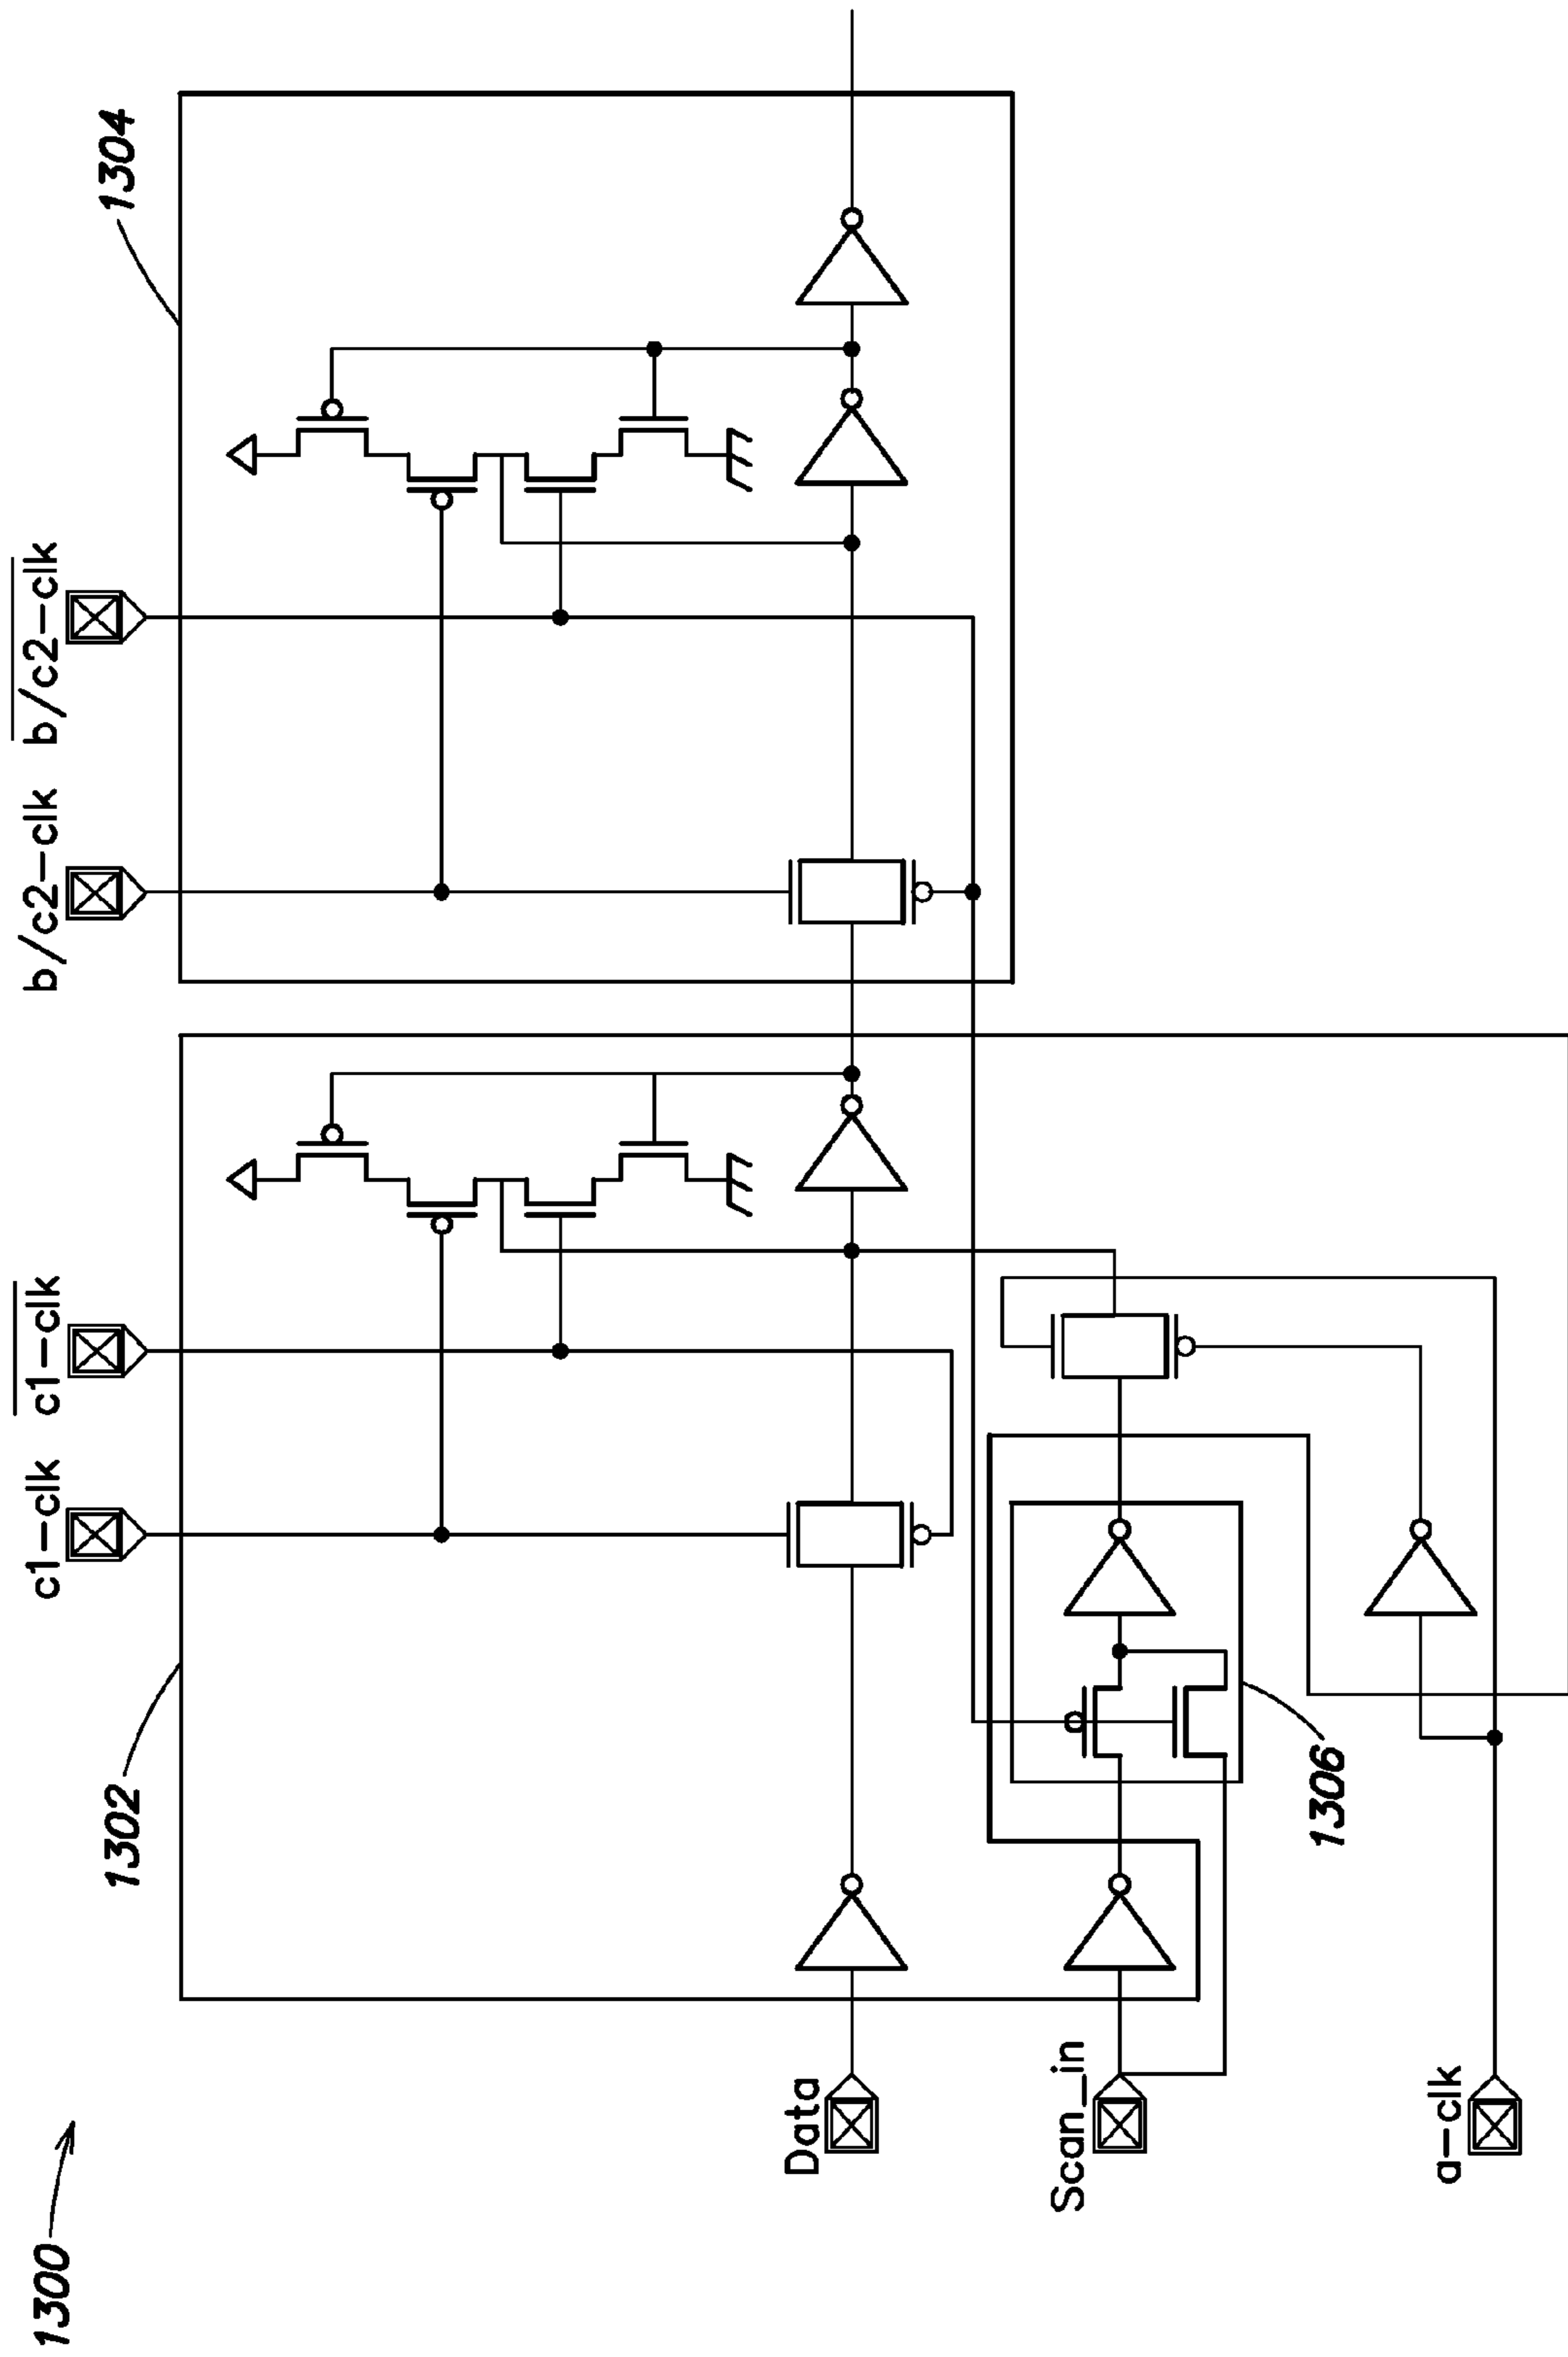 1300
1302
1304
c1-clk
c1-clk
b/c2-clk
b/c2-clk
Data
Scan_in
a-clk
1306